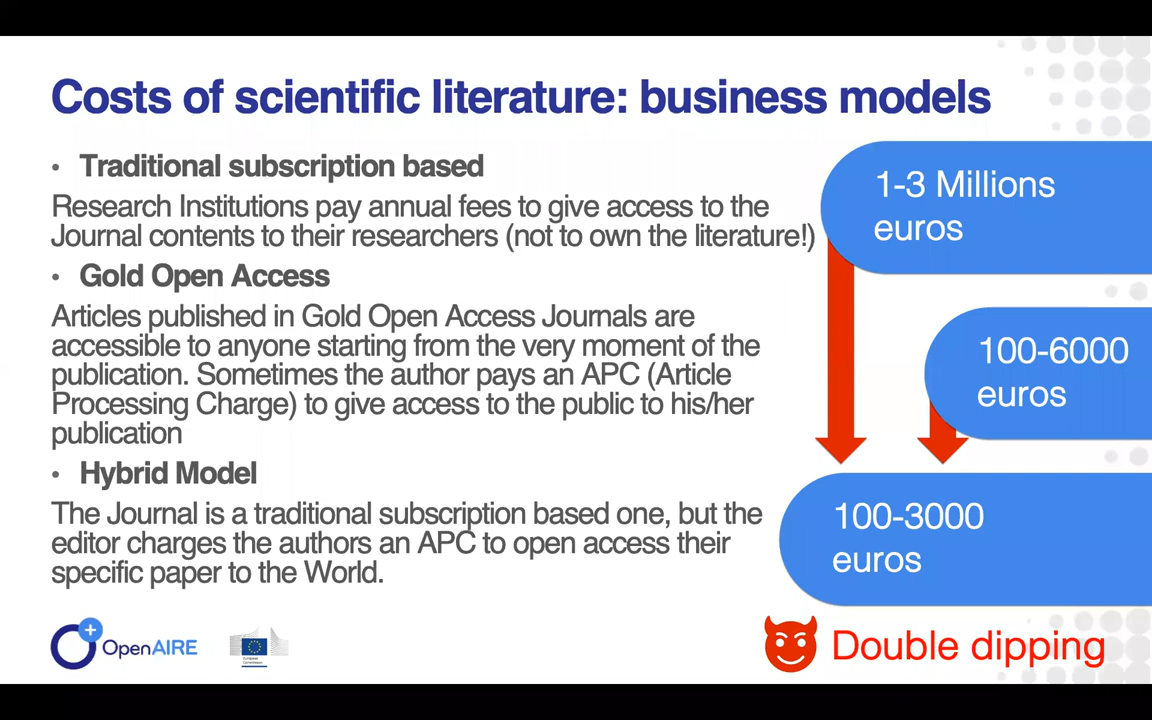 Costs of scientific literature: business models
• Traditional subscription based
Research Institutions pay annual fees to give access to the
Journal contents to their researchers (not to own the literature!)
• Gold Open Access
Articles published in Gold Open Access Journals are
accessible to anyone starting from the very moment of the
publication. Sometimes the author pays an APC (Article
Processing Charge) to give access to the public to his/her
publication
• Hybrid Model
The Journal is a traditional subscription based one, but the
editor charges the authors an APC to open access their
specific paper to the World.
1-3 Millions
euros
100-6000
euros
100-3000
euros
Double dipping
OpenAIRE
European
Commission